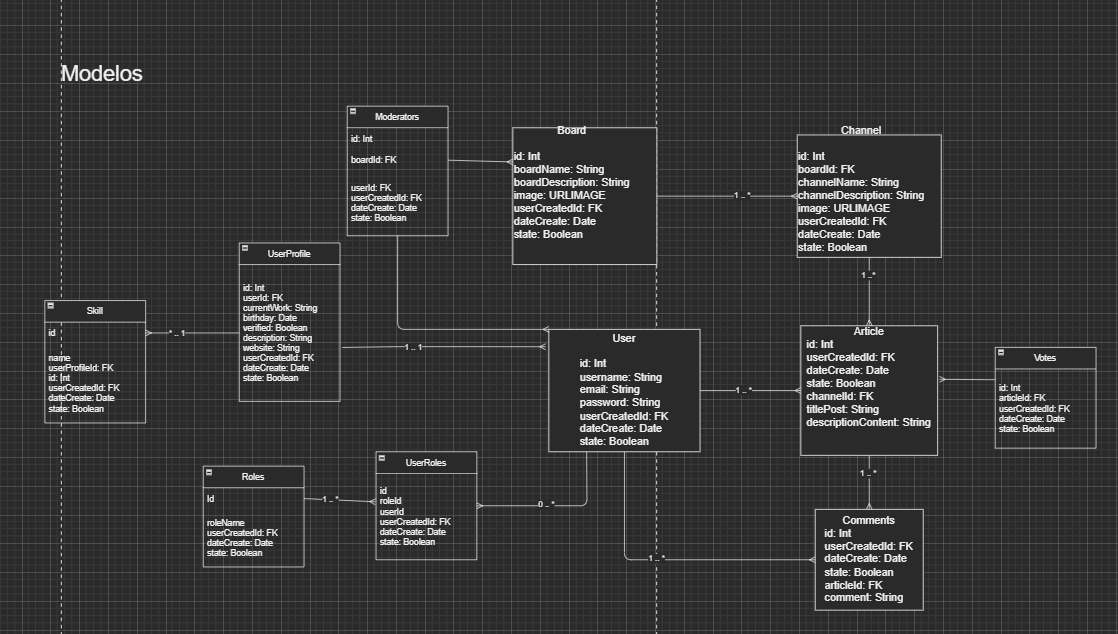 Modelos
Moderators
id: Int
boardId: FK
userId: FK
userCreatedId: FK
dateCreate: Date
state: Boolean
Board
id: Int
boardName: String
boardDescription: String
image: URLIMAGE
userCreatedId: FK
dateCreate: Date
state: Boolean
1 .. *
Channel
id: Int
boardId: FK
channelName: String
channelDescription: String
image: URLIMAGE
userCreatedId: FK
dateCreate: Date
state: Boolean
1 .. *
UserProfile
id: Int
userId: FK
currentWork: String
birthday: Date
verified: Boolean
description: String
website: String
userCreatedId: FK
dateCreate: Date
state: Boolean
Skill
id
name
userProfileId: FK
id: Int
userCreatedId: FK
dateCreate: Date
state: Boolean
* .. 1
1 .. 1
User
id: Int
username: String
email: String
password: String
userCreatedId: FK
dateCreate: Date
state: Boolean
1 .. *
Article
id: Int
userCreatedId: FK
dateCreate: Date
state: Boolean
channelId: FK
titlePost: String
descriptionContent: String
Votes
id: Int
articleId: FK
userCreatedId: FK
dateCreate: Date
state: Boolean
1 .. *
Roles
Id
roleName
userCreatedId: FK
dateCreate: Date
state: Boolean
1 .. *
UserRoles
id
roleId
userId
userCreatedId: FK
dateCreate: Date
state: Boolean
0 .. *
1 .. *
Comments
id: Int
userCreatedId: FK
dateCreate: Date
state: Boolean
articleId: FK
comment: String